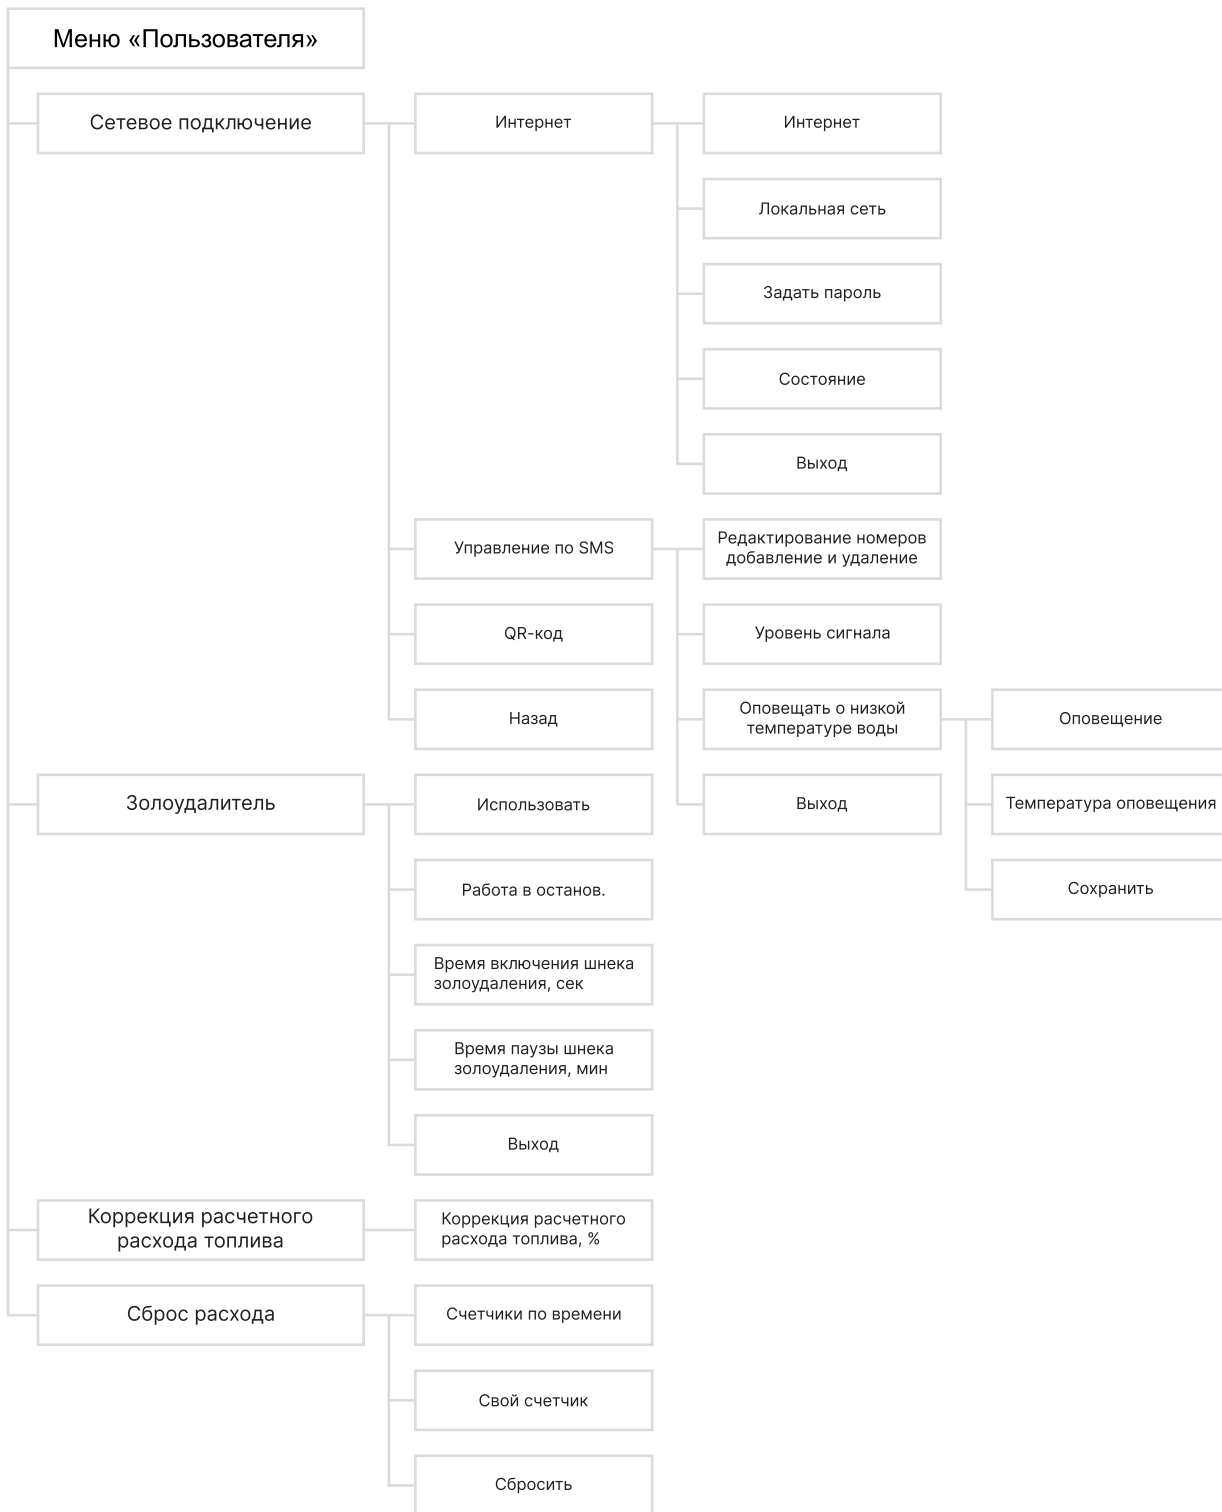 Меню «Пользователя»
Сетевое подключение
Интернет
Интернет
Локальная сеть
Задать пароль
Состояние
Выход
Управление по SMS
Редактирование номеров
добавление и удаление
Уровень сигнала
Оповещать о низкой
температуре воды
Оповещение
Температура оповещения
Сохранить
Выход
QR-код
Назад
Золоудалитель
Использовать
Работа в останов.
Время включения шнека
золоудаления, сек
Время паузы шнека
золоудаления, мин
Выход
Коррекция расчетного
расхода топлива
Коррекция расчетного
расхода топлива, %
Сброс расхода
Счетчики по времени
Свой счетчик
Сбросить